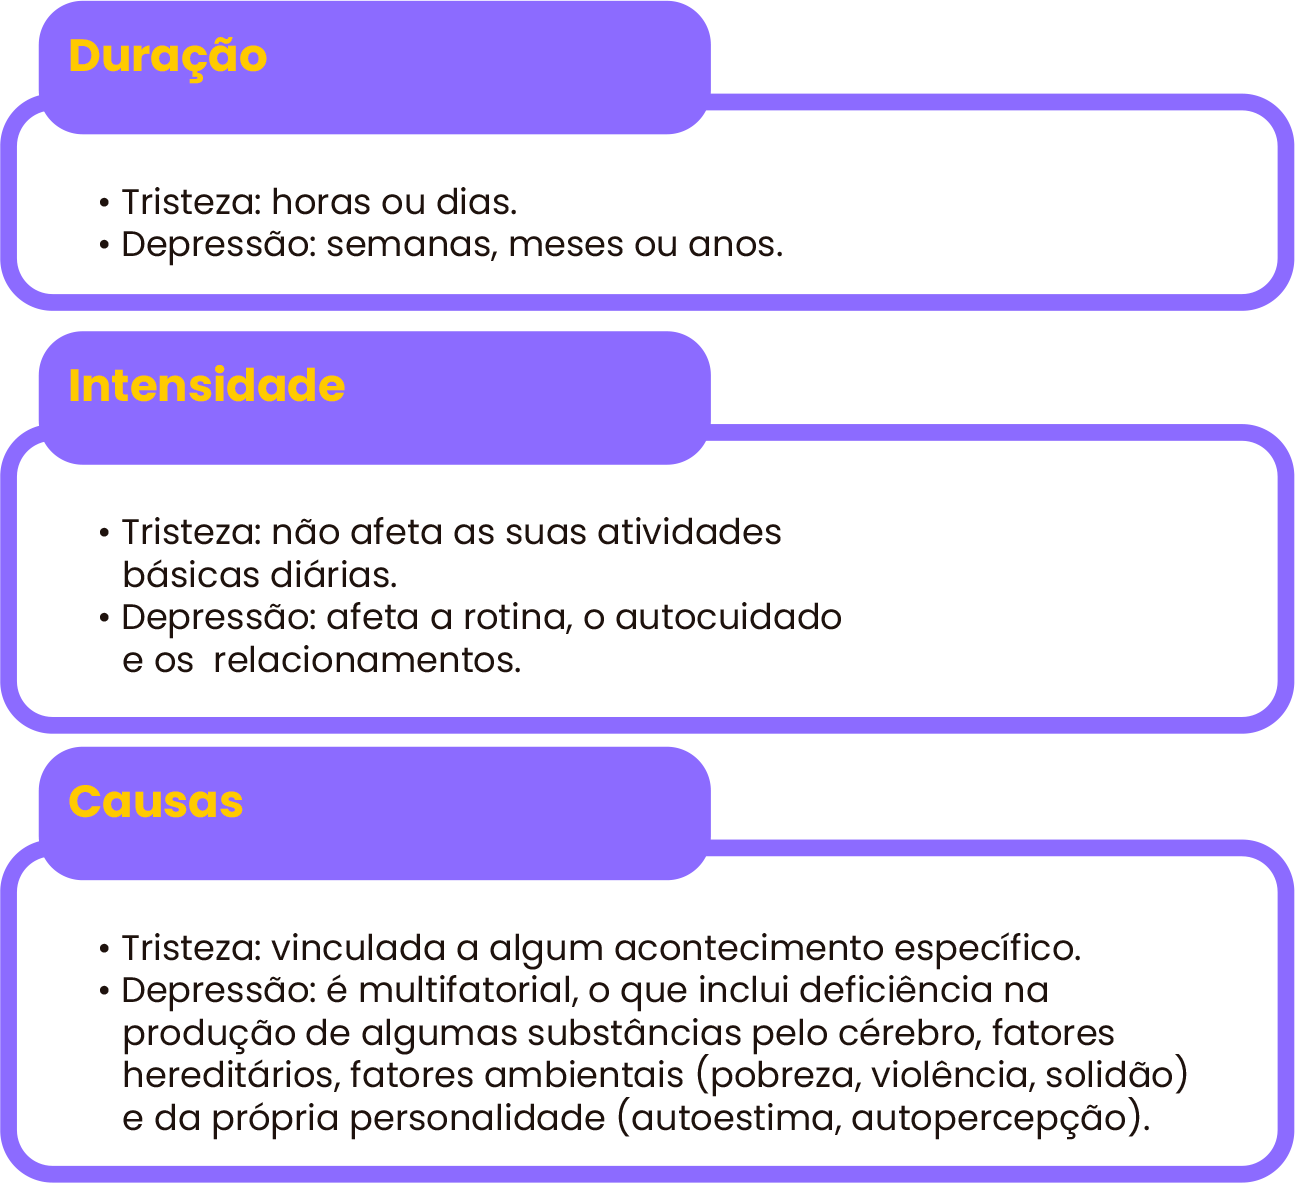 Duração
• Tristeza: horas ou dias.
• Depressão: semanas, meses ou anos.
Intensidade
• Tristeza: não afeta as suas atividades
básicas diárias.
• Depressão: afeta a rotina, o autocuidado
e os  relacionamentos.
Causas
• Tristeza: vinculada a algum acontecimento específico.
• Depressão: é multifatorial, o que inclui deficiência na
produção de algumas substâncias pelo cérebro, fatores
hereditários, fatores ambientais (pobreza, violência, solidão)
e da própria personalidade (autoestima, autopercepção).